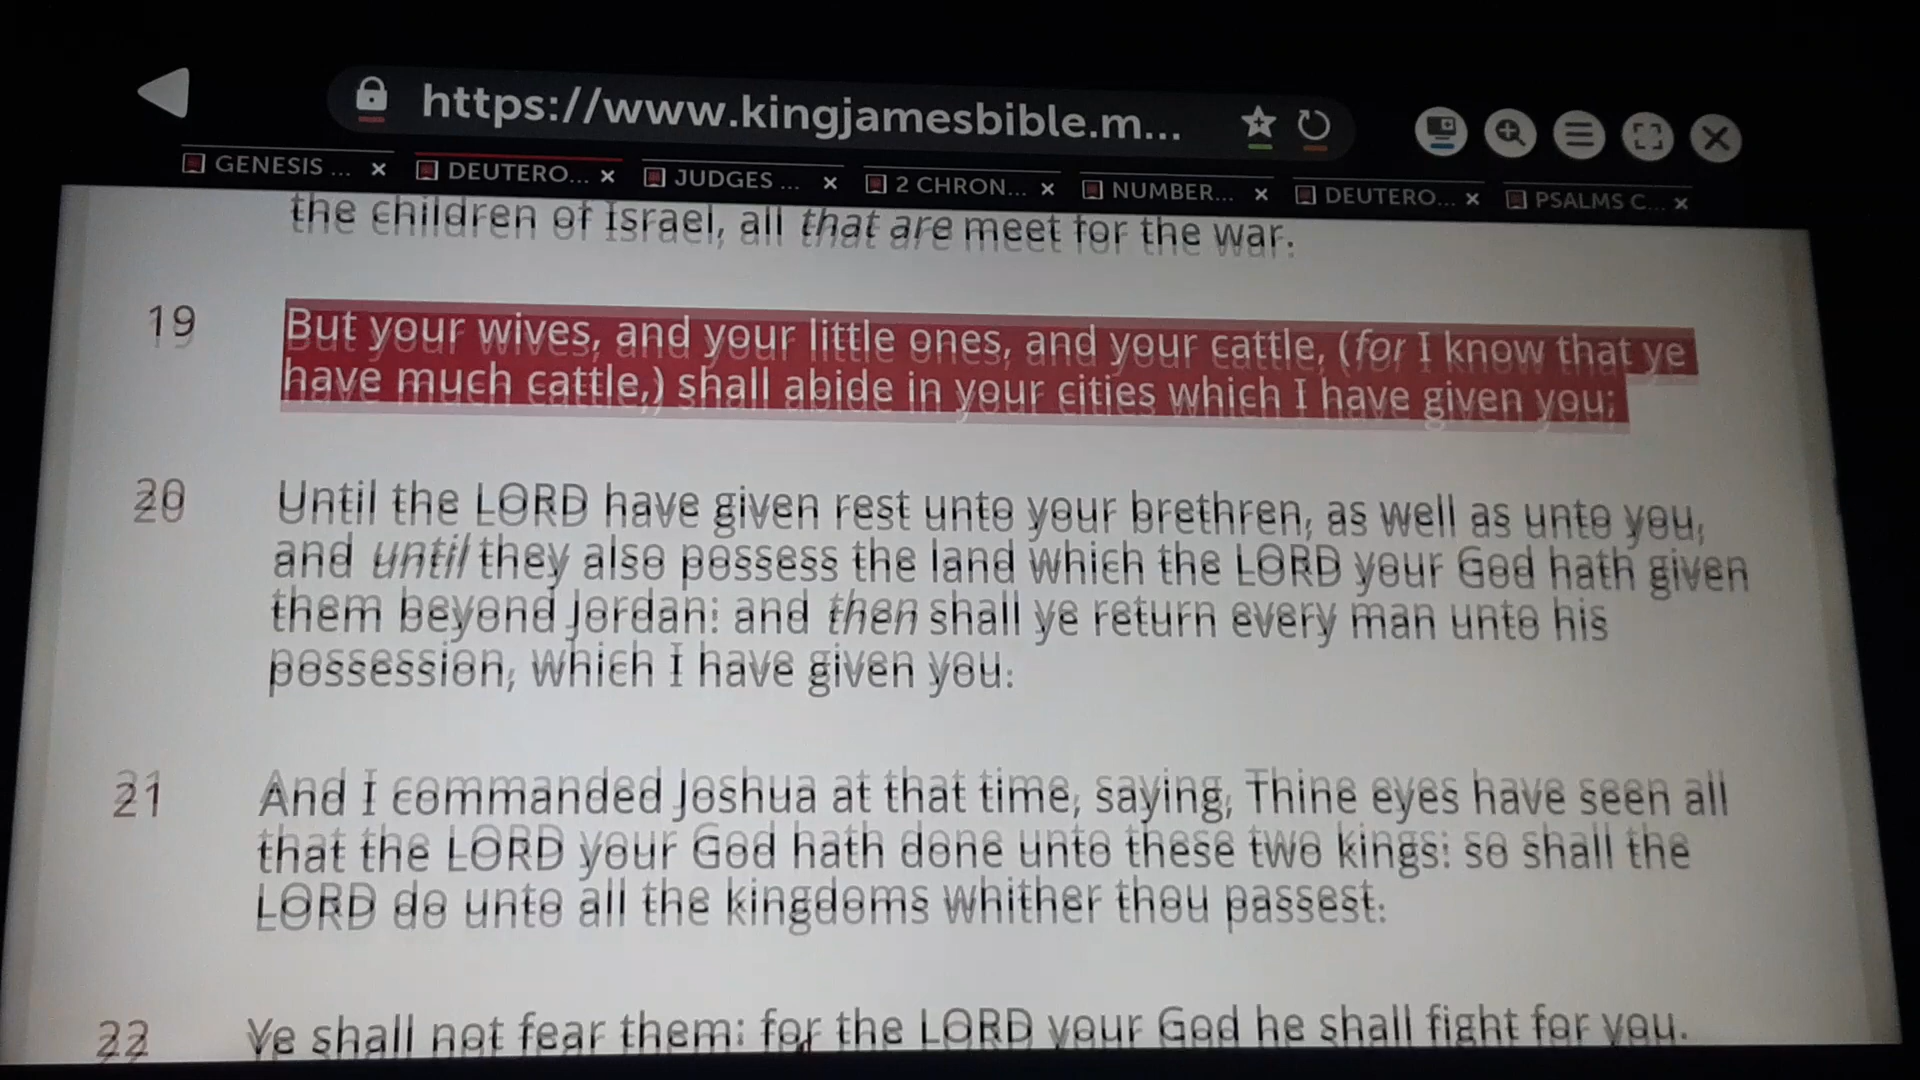 https://www.kingjamesbible.m...
GENESIS ... × DEUTERO... × JUDGES ... × 2 CHRON... × NUMBER... × DEUTERO... × PSALMS C... ×
the children of Israel, all that are meet for the war.
19 But your wives, and your little ones, and your cattle, (for I know that ye
have much cattle,) shall abide in your cities which I have given you;
20 Until the LORD have given rest unto your brethren, as well as unto you,
and until they also possess the land which the LORD your God hath given
them beyond Jordan: and then shall ye return every man unto his
possession, which I have given you.
21 And I commanded Joshua at that time, saying, Thine eyes have seen all
that the LORD your God hath done unto these two kings: so shall the
LORD do unto all the kingdoms whither thou passest.
22 Ye shall not fear them: for the LORD your God he shall fight for you.